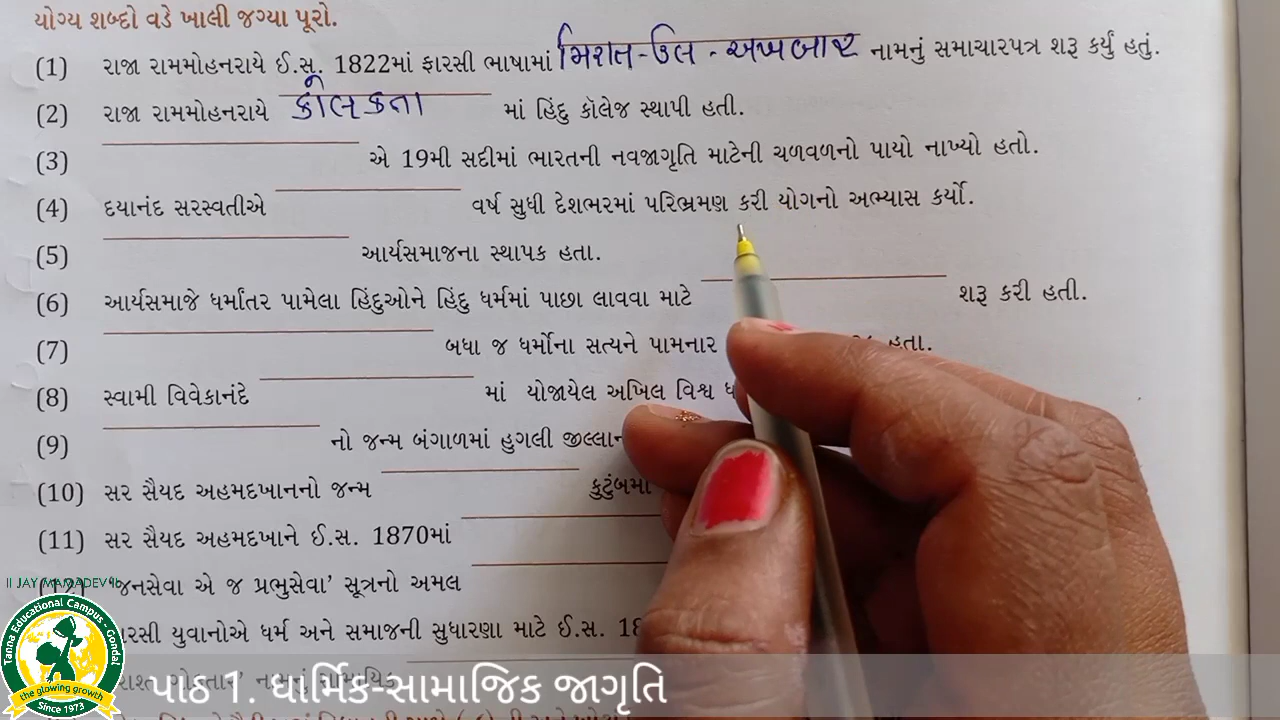 યોગ્ય શબ્દો વડે ખાલી જગ્યા પૂરો.
(1) રાજા રામમોહનરાયે ઈ.સ. 1822માં ફારસી ભાષામાં મિરાત-ઉલ-અખબાર નામનું સમાચારપત્ર શરૂ કર્યું હતું.
(2) રાજા રામમોહનરાયે કોલકતા માં હિંદુ કૉલેજ સ્થાપી હતી.
(3) એ 19મી સદીમાં ભારતની નવજાગૃતિ માટેની ચળવળનો પાયો નાખ્યો હતો.
(4) દયાનંદ સરસ્વતીએ વર્ષ સુધી દેશભરમાં પરિભ્રમણ કરી યોગનો અભ્યાસ કર્યો.
(5) આર્યસમાજના સ્થાપક હતા.
(6) આર્યસમાજે ધર્માંતર પામેલા હિંદુઓને હિંદુ ધર્મમાં પાછા લાવવા માટે શરૂ કરી હતી.
(7) બધા જ ધર્મોના સત્યને પામનાર હતા.
(8) સ્વામી વિવેકાનંદે માં યોજાયેલ અખિલ વિશ્વ
(9) નો જન્મ બંગાળમાં હુગલી
(10) સર સૈયદ અહમદખાનનો જન્મ કુટુંબમાં
(11) સર સૈયદ અહમદખાને ઈ.સ. 1870માં
જનસેવા એ જ પ્રભુસેવા' સૂત્રનો અમલ
યુવાનોએ ધર્મ અને સમાજની સુધારણા માટે ઈ.સ.
|| JAY MAMADEV ||
Tanna Educational Campus - Gondal
the glowing growth
Since 1973
પાઠ 1. ધાર્મિક-સામાજિક જાગૃતિ